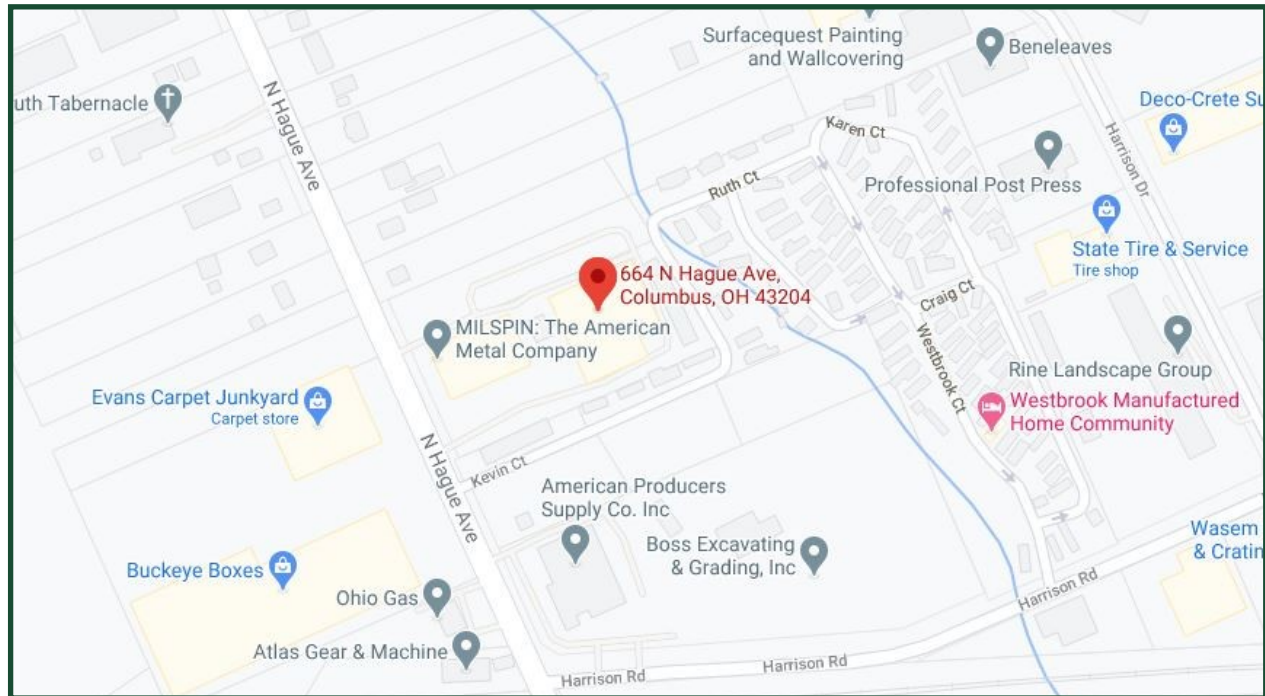 Surfacequest Painting
and Wallcovering
Beneleaves
uth Tabernacle
N Hague Ave
Deco-Crete Su
Karen Ct
Harrison Dr
Ruth Ct
Professional Post Press
State Tire & Service
Tire shop
664 N Hague Ave,
Columbus, OH 43204
Craig Ct
MILSPIN: The American
Metal Company
Westbrook Ct
Rine Landscape Group
Evans Carpet Junkyard
Carpet store
Westbrook Manufactured
Home Community
N Hague Ave
Kevin Ct
American Producers
Supply Co. Inc
Boss Excavating
& Grading, Inc
Wasem
& Cratin
Buckeye Boxes
Ohio Gas
Harrison Rd
Atlas Gear & Machine
Harrison Rd
Harrison Rd